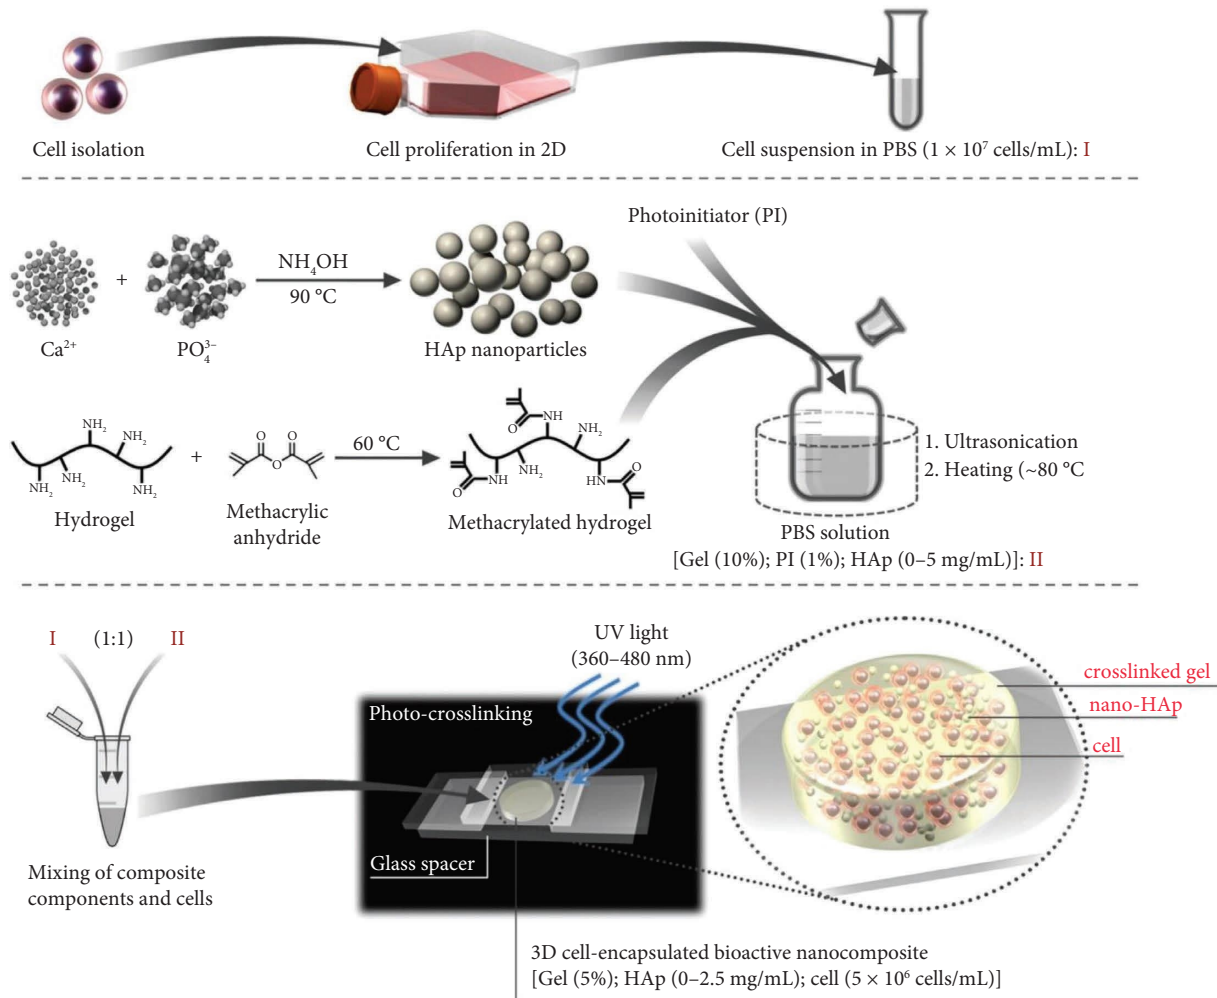 Cell isolation
Cell proliferation in 2D
Cell suspension in PBS (1 × 10⁷ cells/mL): I
Photoinitiator (PI)
+
NH₄OH
90 °C
Ca²⁺
PO₄³⁻
HAp nanoparticles
NH₂
NH₂
NH₂
NH₂
NH₂
+
O
O
O
60 °C
O
NH
NH₂
O
NH
NH₂
HN
O
Hydrogel
Methacrylic
anhydride
Methacrylated hydrogel
1. Ultrasonication
2. Heating (~80 °C
PBS solution
[Gel (10%); PI (1%); HAp (0–5 mg/mL)]: II
I (1:1) II
UV light
(360–480 nm)
Photo-crosslinking
crosslinked gel
nano-HAp
cell
Glass spacer
Mixing of composite
components and cells
3D cell-encapsulated bioactive nanocomposite
[Gel (5%); HAp (0–2.5 mg/mL); cell (5 × 10⁶ cells/mL)]